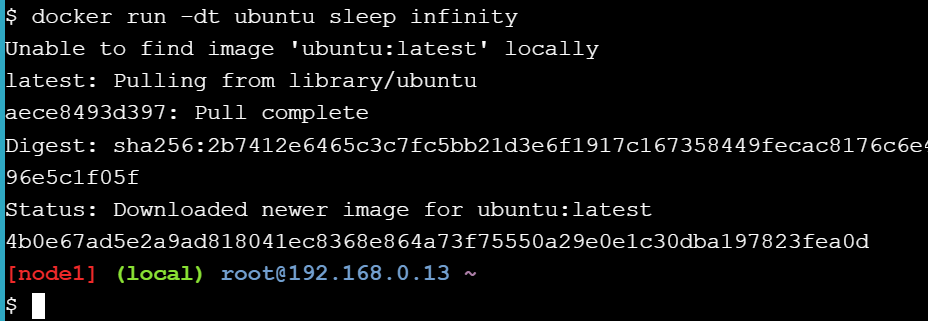 $ docker run -dt ubuntu sleep infinity
Unable to find image 'ubuntu:latest' locally
latest: Pulling from library/ubuntu
aece8493d397: Pull complete
Digest: sha256:2b7412e6465c3c7fc5bb21d3e6f1917c167358449fecac8176c6e4
96e5c1f05f
Status: Downloaded newer image for ubuntu:latest
4b0e67ad5e2a9ad818041ec8368e864a73f75550a29e0e1c30dba197823fea0d
[node1] (local) root@192.168.0.13 ~
$